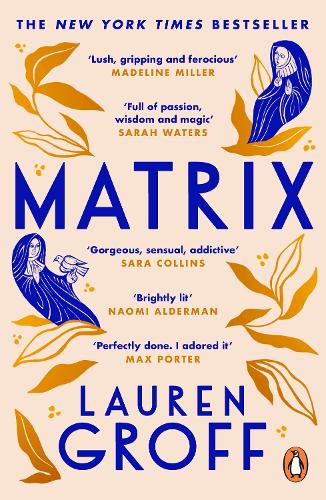 THE NEW YORK TIMES BESTSELLER
‘Lush, gripping and ferocious’
MADELINE MILLER
‘Full of passion,
wisdom and magic’
SARAH WATERS
MATRIX
‘Gorgeous, sensual, addictive’
SARA COLLINS
‘Brightly lit’
NAOMI ALDERMAN
‘Perfectly done. I adored it’
MAX PORTER
LAUREN
GROFF